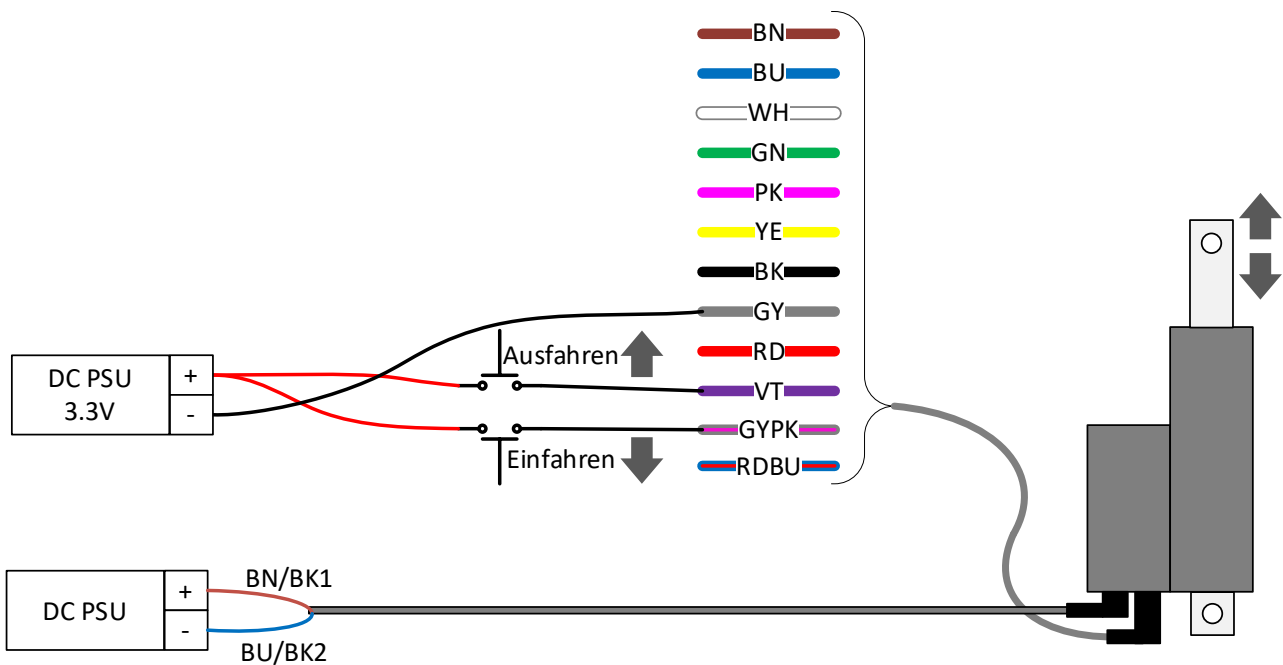 BN
BU
WH
GN
PK
YE
BK
GY
RD
VT
GYPK
RDBU
Ausfahren
Einfahren
DC PSU
3.3V
+
-
DC PSU
+
-
BN/BK1
BU/BK2